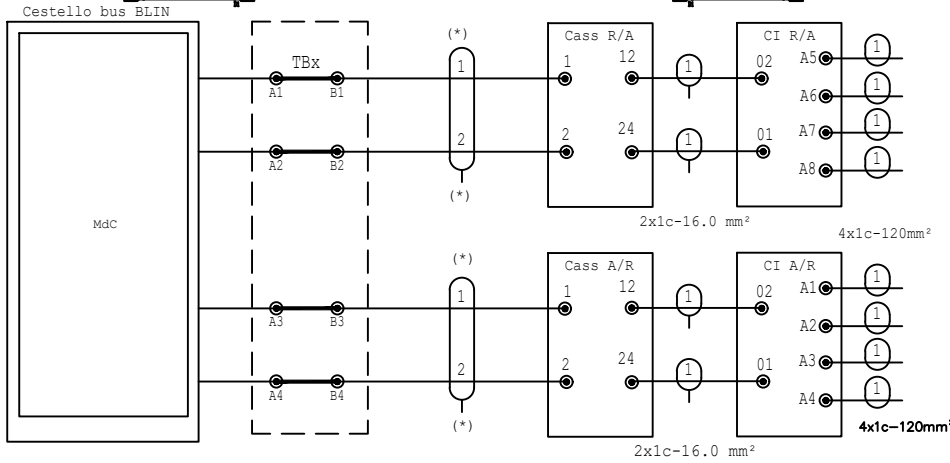 Cestello bus BLIN
MdC
TBx
A1 B1
A2 B2
A3 B3
A4 B4
(*)
1
2
(*)
Cass R/A
1 12
2 24
1
1
2x1c-16.0 mm²
CI R/A
02 A5 1
A6 1
01 A7 1
A8 1
4x1c-120mm²
(*)
1
2
(*)
Cass A/R
1 12
2 24
1
1
2x1c-16.0 mm²
CI A/R
02 A1 1
A2 1
01 A3 1
A4 1
4x1c-120mm²